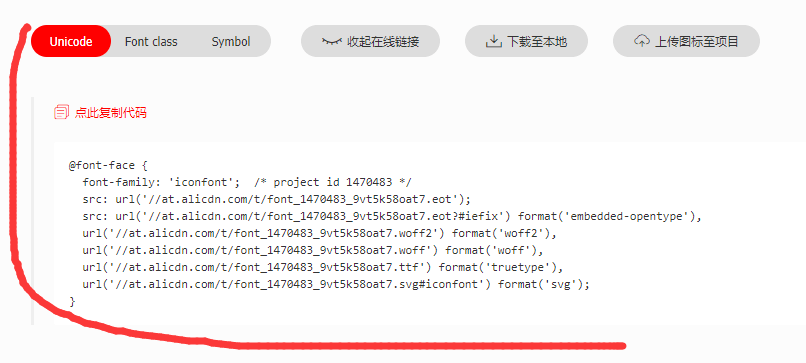 Unicode Font class Symbol 收起在线链接 下载至本地 上传图标至项目
点此复制代码
@font-face {
  font-family: 'iconfont';  /* project id 1470483 */
  src: url('//at.alicdn.com/t/font_1470483_9vt5k58oat7.eot');
  src: url('//at.alicdn.com/t/font_1470483_9vt5k58oat7.eot?#iefix') format('embedded-opentype'),
  url('//at.alicdn.com/t/font_1470483_9vt5k58oat7.woff2') format('woff2'),
  url('//at.alicdn.com/t/font_1470483_9vt5k58oat7.woff') format('woff'),
  url('//at.alicdn.com/t/font_1470483_9vt5k58oat7.ttf') format('truetype'),
  url('//at.alicdn.com/t/font_1470483_9vt5k58oat7.svg#iconfont') format('svg');
}